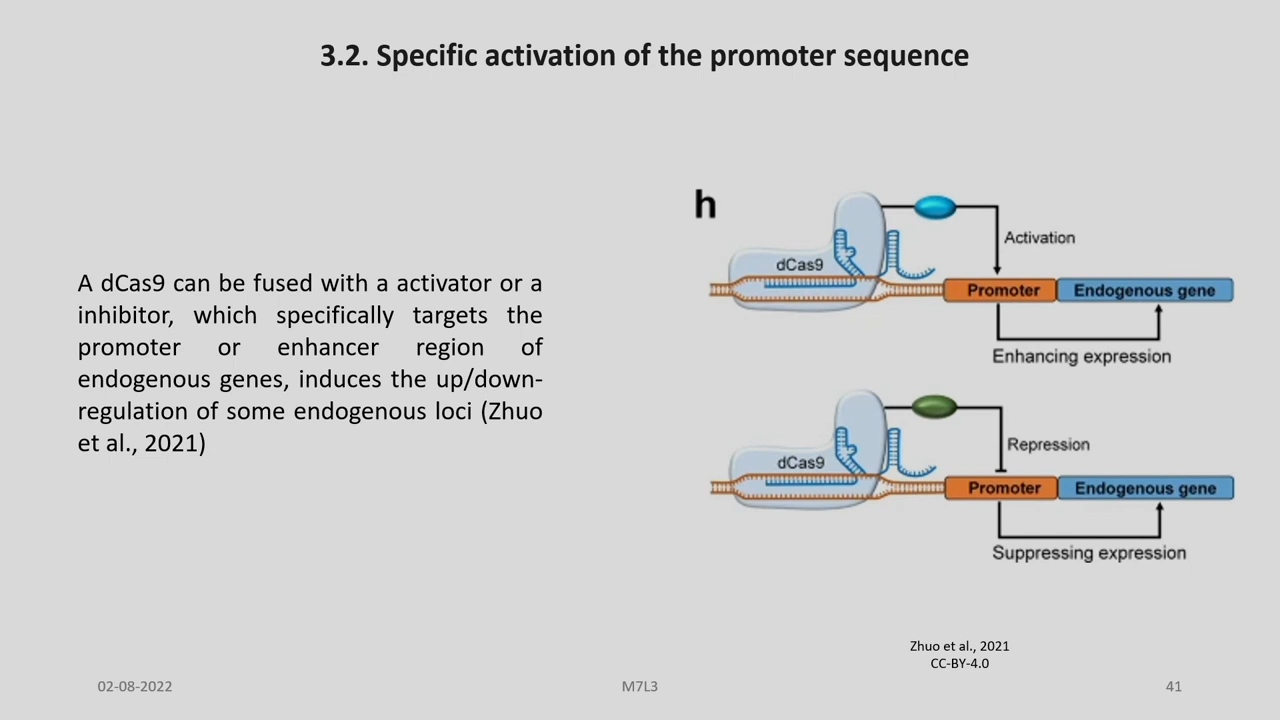 3.2. Specific activation of the promoter sequence
A dCas9 can be fused with a activator or a
inhibitor, which specifically targets the
promoter or enhancer region of
endogenous genes, induces the up/down-
regulation of some endogenous loci (Zhuo
et al., 2021)
h
dCas9
Activation
Promoter
Endogenous gene
Enhancing expression
dCas9
Repression
Promoter
Endogenous gene
Suppressing expression
Zhuo et al., 2021
CC-BY-4.0
02-08-2022
M7L3
41